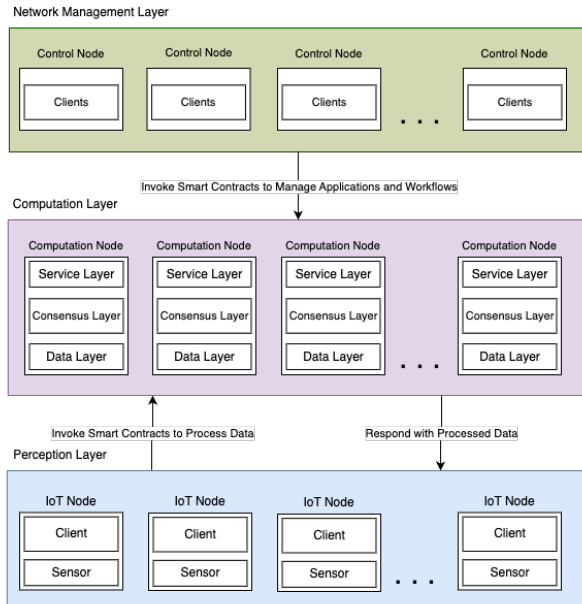 Network Management Layer
Control Node Control Node Control Node Control Node
Clients Clients Clients Clients
. . .
Invoke Smart Contracts to Manage Applications and Workflows
Computation Layer
Computation Node Computation Node Computation Node Computation Node
Service Layer Service Layer Service Layer Service Layer
Consensus Layer Consensus Layer Consensus Layer Consensus Layer
Data Layer Data Layer Data Layer . . . Data Layer
Invoke Smart Contracts to Process Data Respond with Processed Data
Perception Layer
IoT Node IoT Node IoT Node IoT Node
Client Client Client Client
Sensor Sensor Sensor . . . Sensor